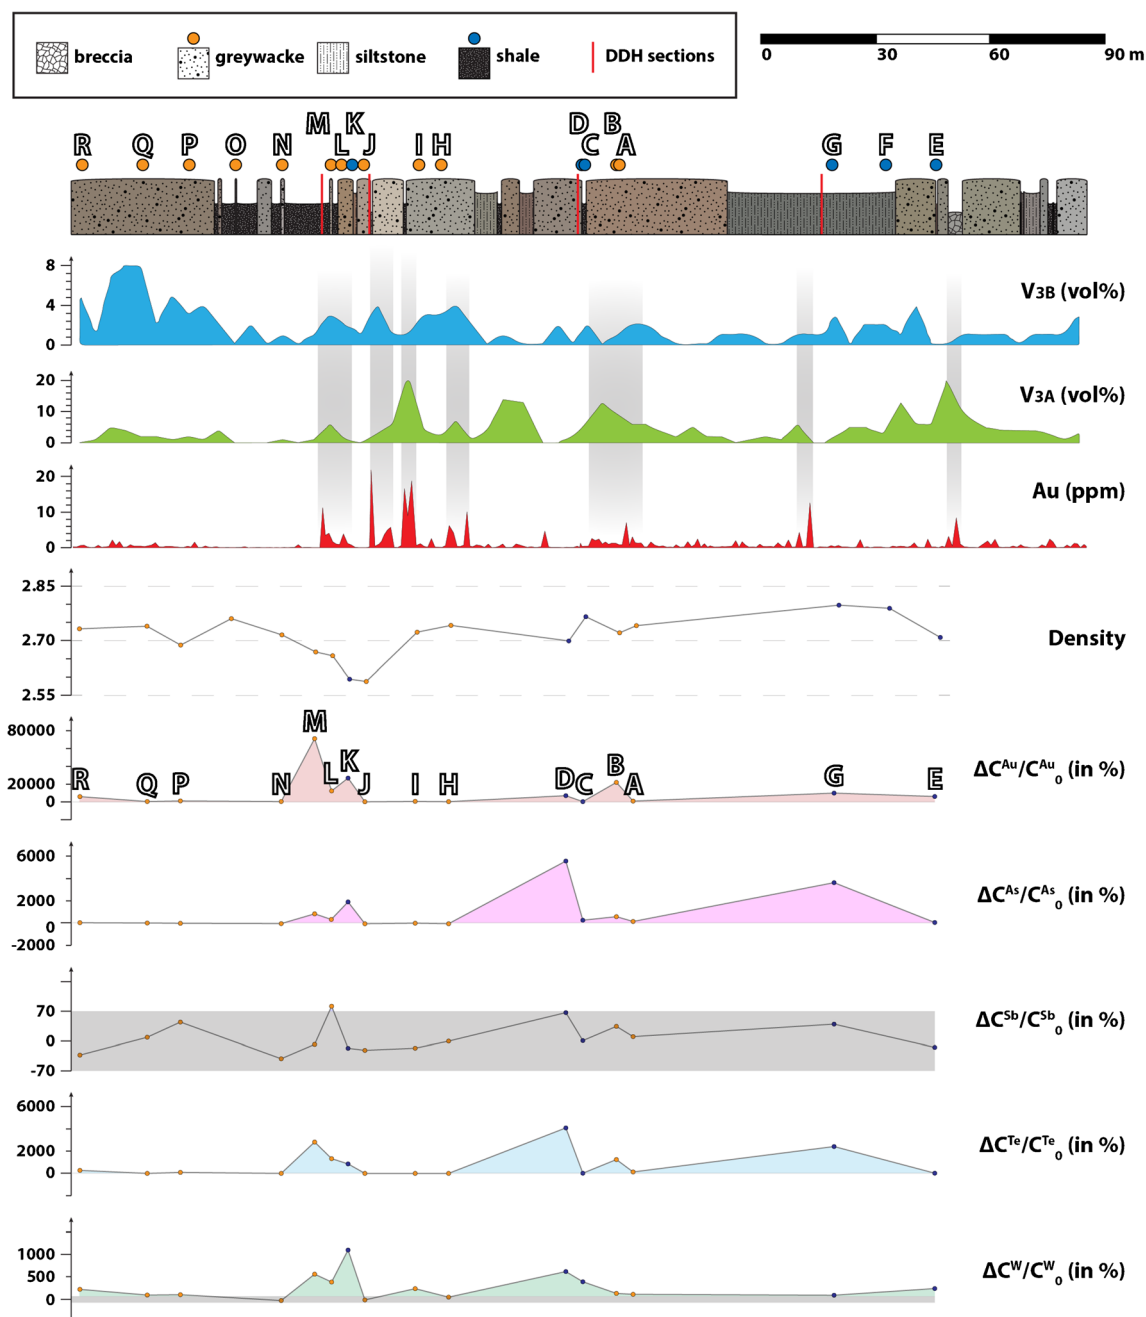 breccia greywacke siltstone shale DDH sections
0 30 60 90 m
R Q P O N M L K J I H D C B A G F E
8
4
0
V3B (vol%)
20
10
0
V3A (vol%)
20
10
0
Au (ppm)
2.85
2.70
2.55
Density
80000
20000
0
R Q P N M L K J I H D C B A G E
ΔC^Au/C^Au_0 (in %)
6000
2000
0
-2000
ΔC^As/C^As_0 (in %)
70
0
-70
ΔC^Sb/C^Sb_0 (in %)
6000
2000
0
ΔC^Te/C^Te_0 (in %)
1000
500
0
ΔC^W/C^W_0 (in %)